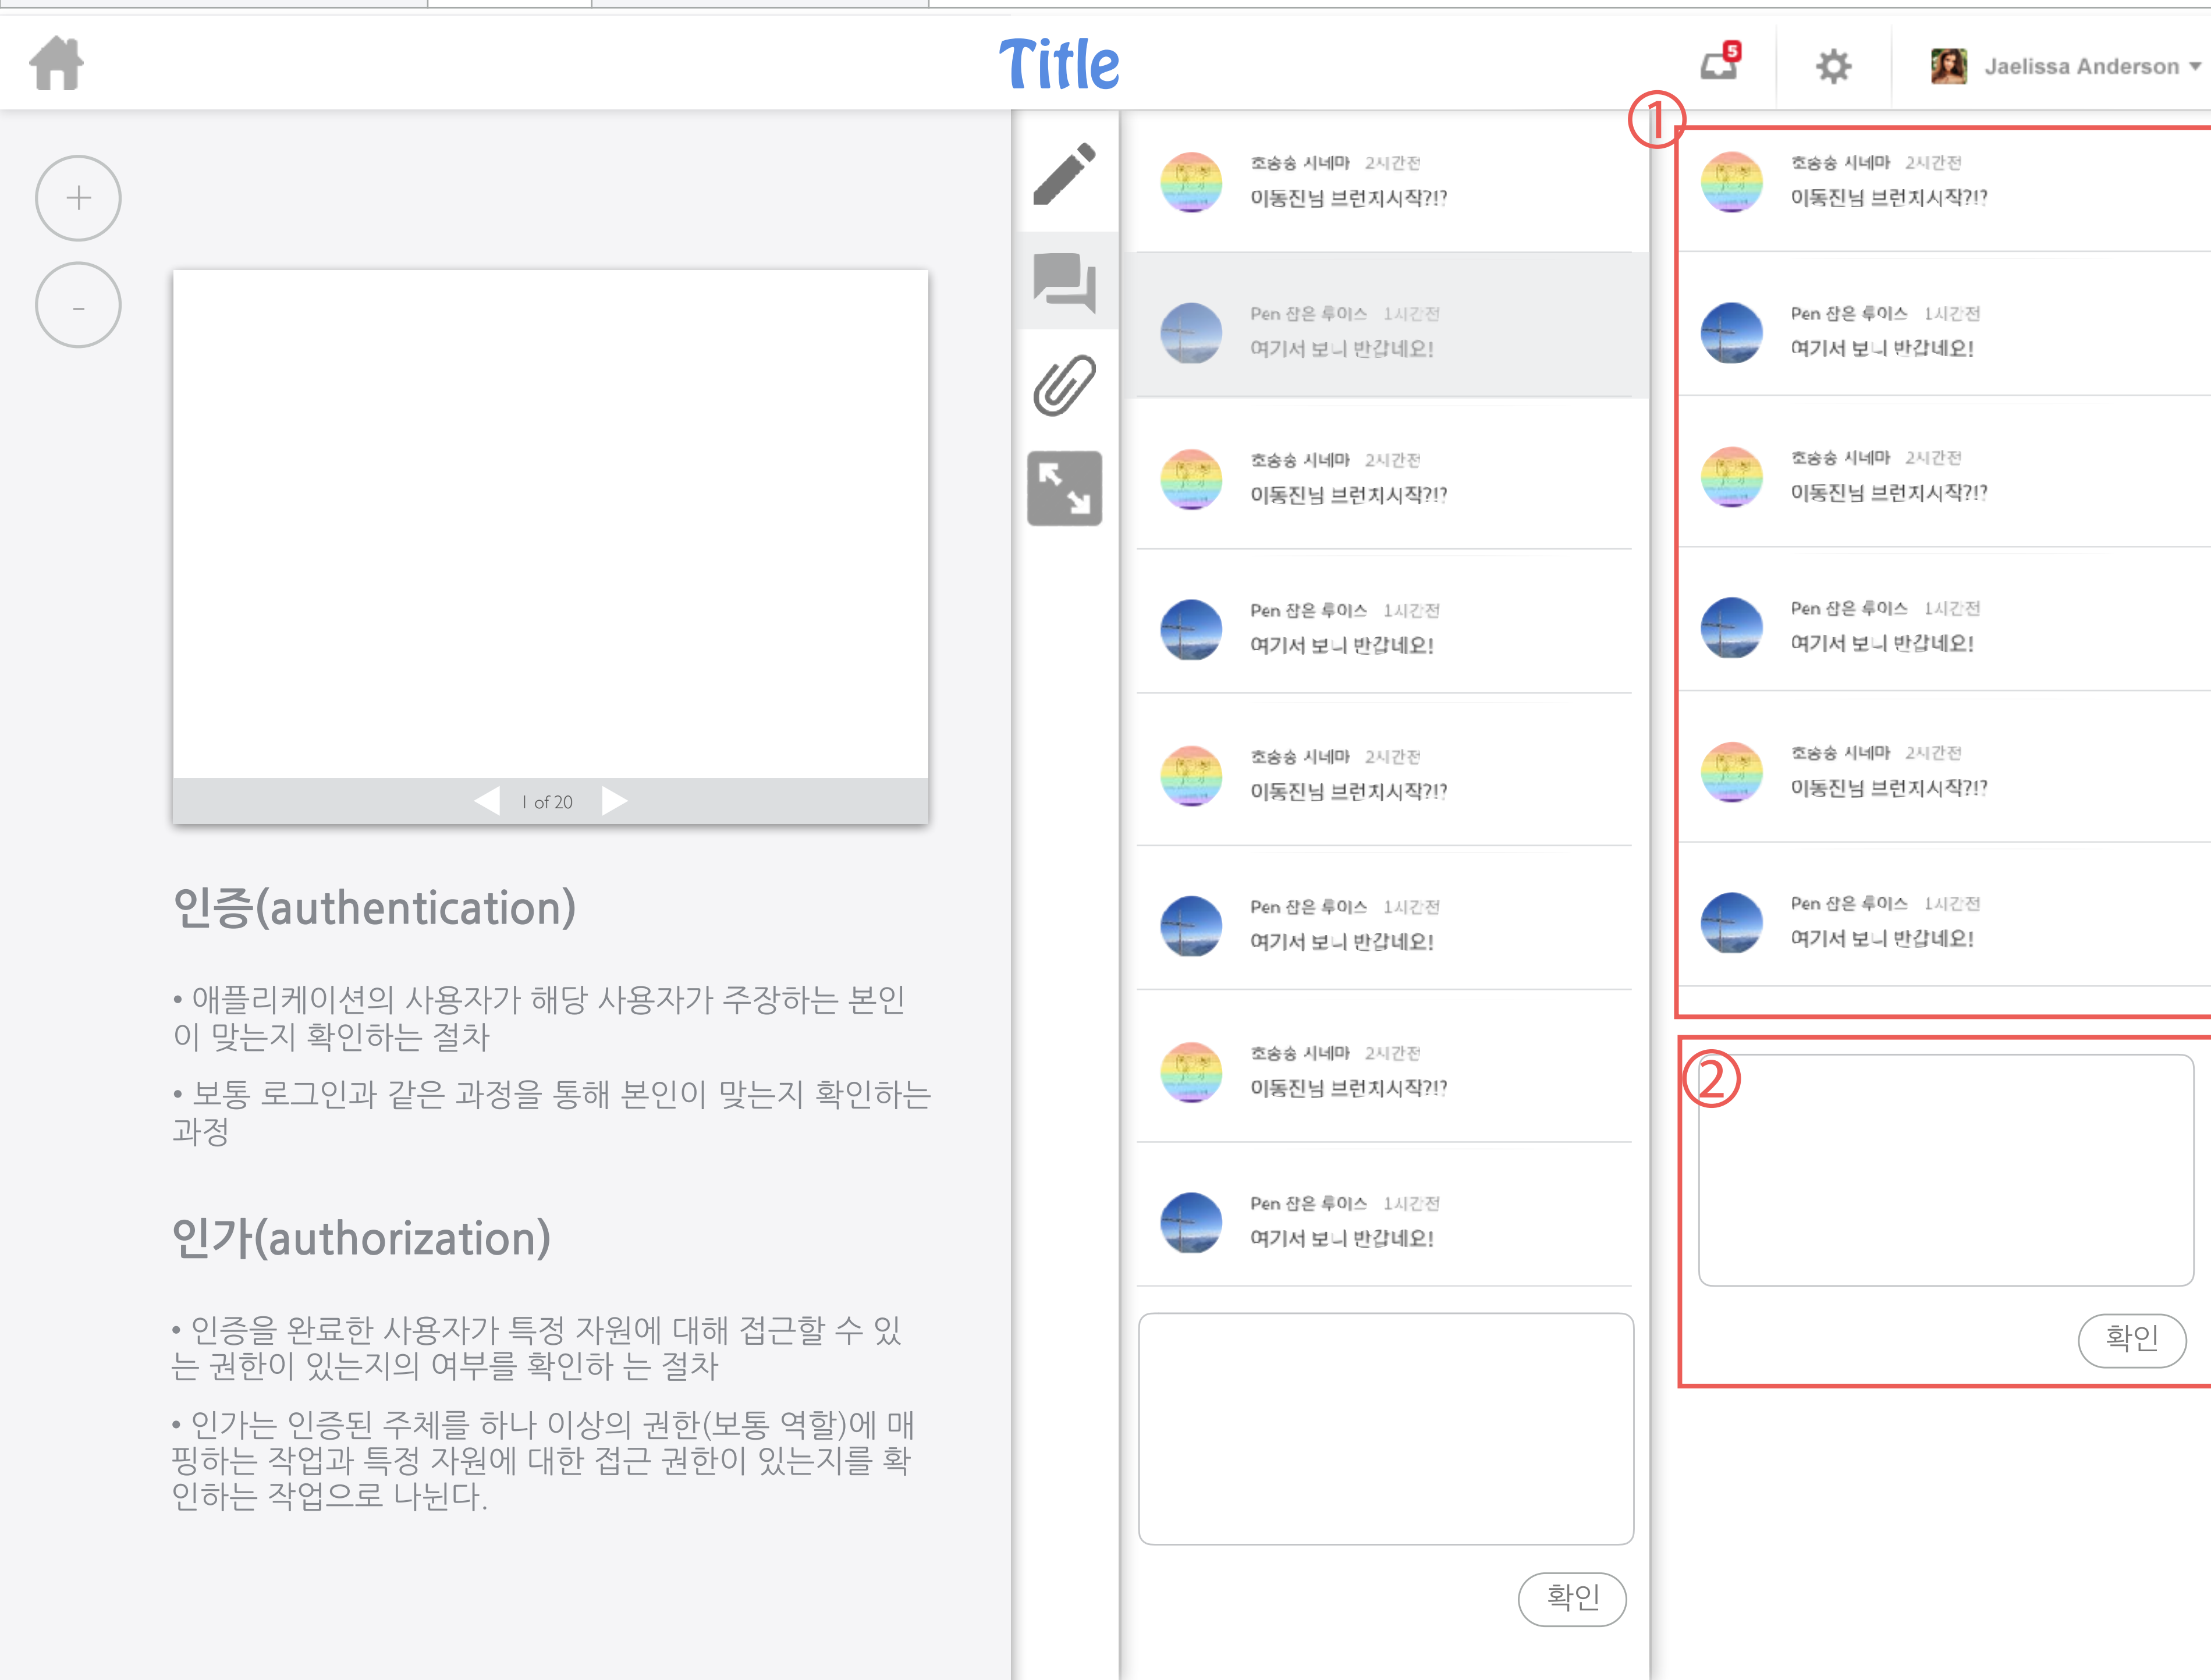 Title
5
Jaelissa Anderson
+
-
1 of 20
인증(authentication)
• 애플리케이션의 사용자가 해당 사용자가 주장하는 본인
이 맞는지 확인하는 절차
• 보통 로그인과 같은 과정을 통해 본인이 맞는지 확인하는
과정
인가(authorization)
• 인증을 완료한 사용자가 특정 자원에 대해 접근할 수 있
는 권한이 있는지의 여부를 확인하 는 절차
• 인가는 인증된 주체를 하나 이상의 권한(보통 역할)에 매
핑하는 작업과 특정 자원에 대한 접근 권한이 있는지를 확
인하는 작업으로 나뉜다.
호송송 시네마 2시간전
이동진님 브런치시작?!?
Pen 잡은 루이스 1시간전
여기서 보니 반갑네요!
호송송 시네마 2시간전
이동진님 브런치시작?!?
Pen 잡은 루이스 1시간전
여기서 보니 반갑네요!
호송송 시네마 2시간전
이동진님 브런치시작?!?
Pen 잡은 루이스 1시간전
여기서 보니 반갑네요!
호송송 시네마 2시간전
이동진님 브런치시작?!?
Pen 잡은 루이스 1시간전
여기서 보니 반갑네요!
확인
①
호송송 시네마 2시간전
이동진님 브런치시작?!?
Pen 잡은 루이스 1시간전
여기서 보니 반갑네요!
호송송 시네마 2시간전
이동진님 브런치시작?!?
Pen 잡은 루이스 1시간전
여기서 보니 반갑네요!
호송송 시네마 2시간전
이동진님 브런치시작?!?
Pen 잡은 루이스 1시간전
여기서 보니 반갑네요!
②
확인